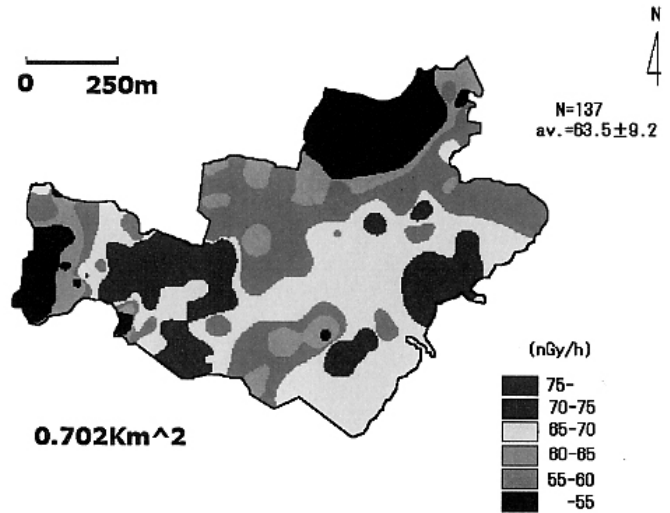 N
0 250m
N=137
av.=63.5±9.2
(nGy/h)
75-
70-75
65-70
60-65
55-60
-55
0.702Km^2